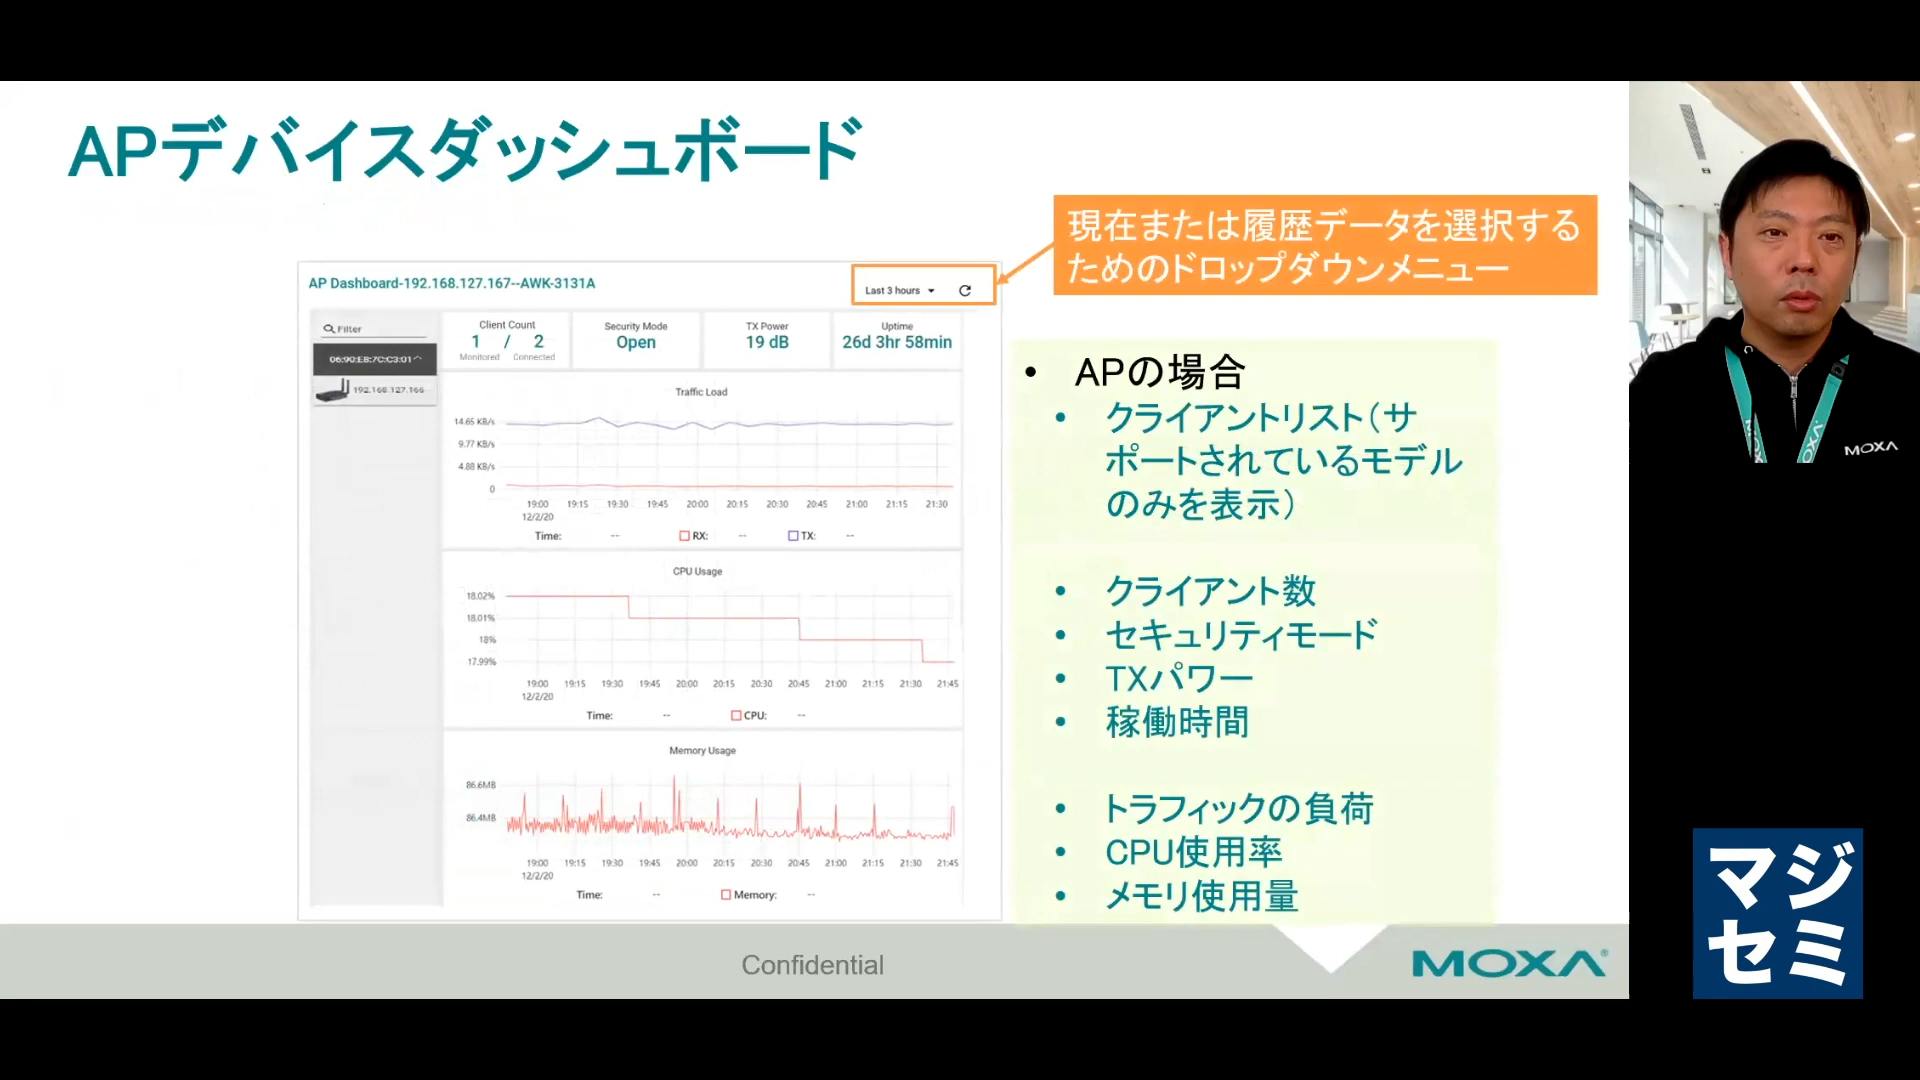 APデバイスダッシュボード
現在または履歴データを選択する
ためのドロップダウンメニュー
AP Dashboard-192.168.127.167--AWK-3131A
Last 3 hours
Filter
06:90:E8:7C:C3:01
192.168.127.166
Client Count
1 / 2
Monitored Connected
Security Mode
Open
TX Power
19 dB
Uptime
26d 3hr 58min
Traffic Load
14.65 KB/s
9.77 KB/s
4.88 KB/s
0
19:00 19:15 19:30 19:45 20:00 20:15 20:30 20:45 21:00 21:15 21:30
12/2/20
Time: -- RX: -- TX: --
CPU Usage
18.02%
18.01%
18%
17.99%
19:00 19:15 19:30 19:45 20:00 20:15 20:30 20:45 21:00 21:15 21:30 21:45
12/2/20
Time: -- CPU: --
Memory Usage
86.6MB
86.4MB
19:00 19:15 19:30 19:45 20:00 20:15 20:30 20:45 21:00 21:15 21:30 21:45
12/2/20
Time: -- Memory: --
• APの場合
• クライアントリスト（サ
ポートされているモデル
のみを表示）
• クライアント数
• セキュリティモード
• TXパワー
• 稼働時間
• トラフィックの負荷
• CPU使用率
• メモリ使用量
Confidential
MOXA®
MOXA
マジ
セミ